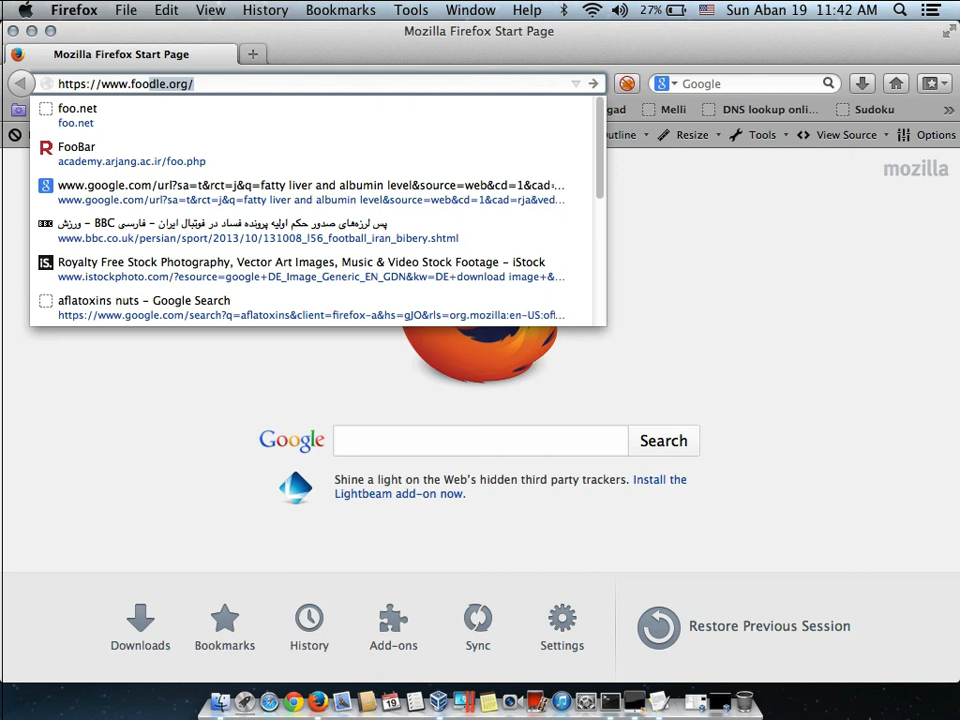 Firefox File Edit View History Bookmarks Tools Window Help 27% Sun Aban 19 11:42 AM
Mozilla Firefox Start Page
Mozilla Firefox Start Page
https://www.foodle.org/
Google
foo.net
foo.net
FooBar
academy.arjang.ac.ir/foo.php
www.google.com/url?sa=t&rct=j&q=fatty liver and albumin level&source=web&cd=1&cad=...
www.google.com/url?sa=t&rct=j&q=fatty liver and albumin level&source=web&cd=1&cad=rja&ved...
BBC پس لرزه‌های صدور حکم اولیه پرونده فساد در فوتبال ایران - فارسی BBC - ورزش
www.bbc.co.uk/persian/sport/2013/10/131008_l56_football_iran_bibery.shtml
iS. Royalty Free Stock Photography, Vector Art Images, Music & Video Stock Footage - iStock
www.istockphoto.com/?esource=google+DE_Image_Generic_EN_GDN&kw=DE+download image+&...
aflatoxins nuts - Google Search
https://www.google.com/search?q=aflatoxins&client=firefox-a&hs=gJO&rls=org.mozilla:en-US:ofi...
gad Melli DNS lookup onli... Sudoku
Outline Resize Tools View Source Options
mozilla
Google Search
Shine a light on the Web's hidden third party trackers. Install the
Lightbeam add-on now.
Downloads Bookmarks History Add-ons Sync Settings
Restore Previous Session
19